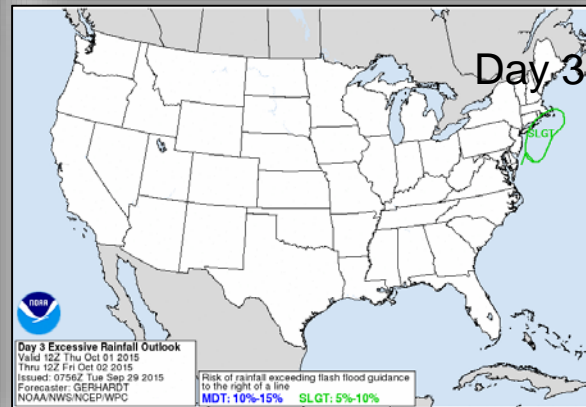 Day 3
SLGT
NOAA
Day 3 Excessive Rainfall Outlook
Valid 12Z Thu Oct 01 2015
Thru 12Z Fri Oct 02 2015
Issued: 0756Z Tue Sep 29 2015
Forecaster: GERHARDT
NOAA/NWS/NCEP/WPC
Risk of rainfall exceeding flash flood guidance
to the right of a line
MDT: 10%-15% SLGT: 5%-10%